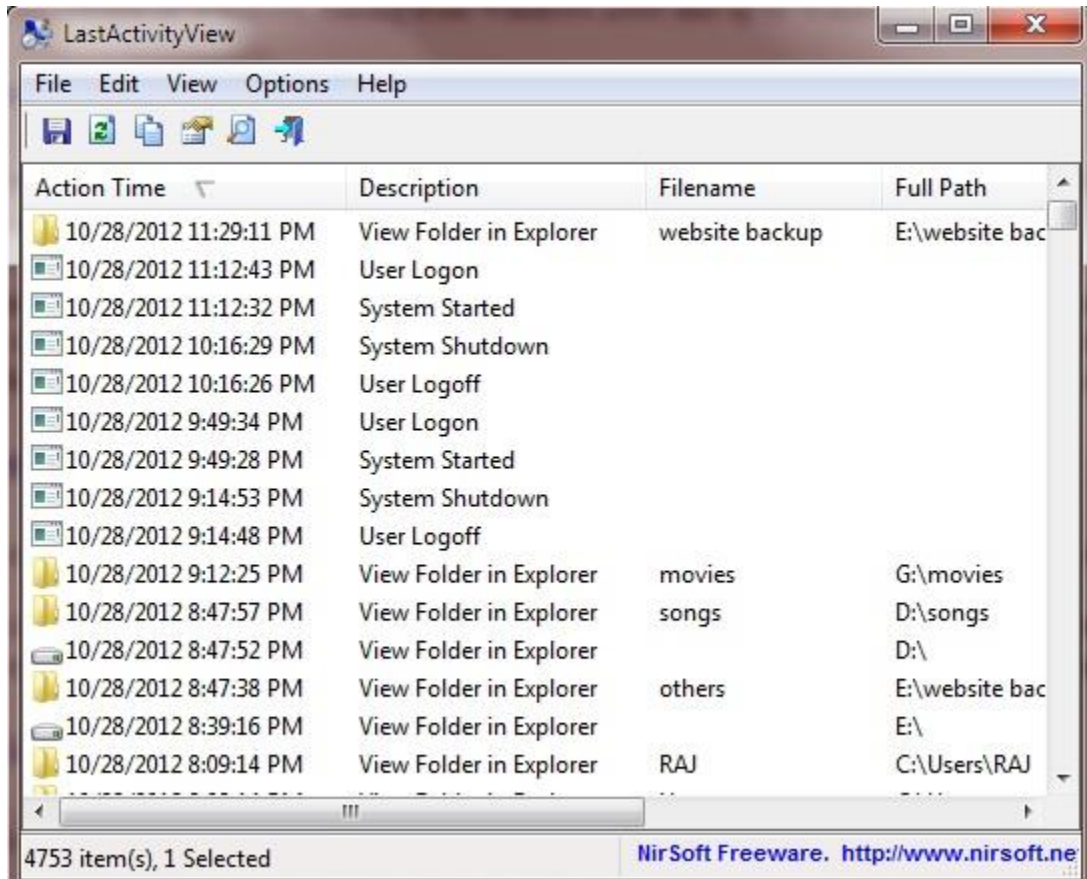 LastActivityView
File Edit View Options Help
Action Time Description Filename Full Path
10/28/2012 11:29:11 PM View Folder in Explorer website backup E:\website bac
10/28/2012 11:12:43 PM User Logon
10/28/2012 11:12:32 PM System Started
10/28/2012 10:16:29 PM System Shutdown
10/28/2012 10:16:26 PM User Logoff
10/28/2012 9:49:34 PM User Logon
10/28/2012 9:49:28 PM System Started
10/28/2012 9:14:53 PM System Shutdown
10/28/2012 9:14:48 PM User Logoff
10/28/2012 9:12:25 PM View Folder in Explorer movies G:\movies
10/28/2012 8:47:57 PM View Folder in Explorer songs D:\songs
10/28/2012 8:47:52 PM View Folder in Explorer D:\
10/28/2012 8:47:38 PM View Folder in Explorer others E:\website bac
10/28/2012 8:39:16 PM View Folder in Explorer E:\
10/28/2012 8:09:14 PM View Folder in Explorer RAJ C:\Users\RAJ
4753 item(s), 1 Selected NirSoft Freeware. http://www.nirsoft.ne